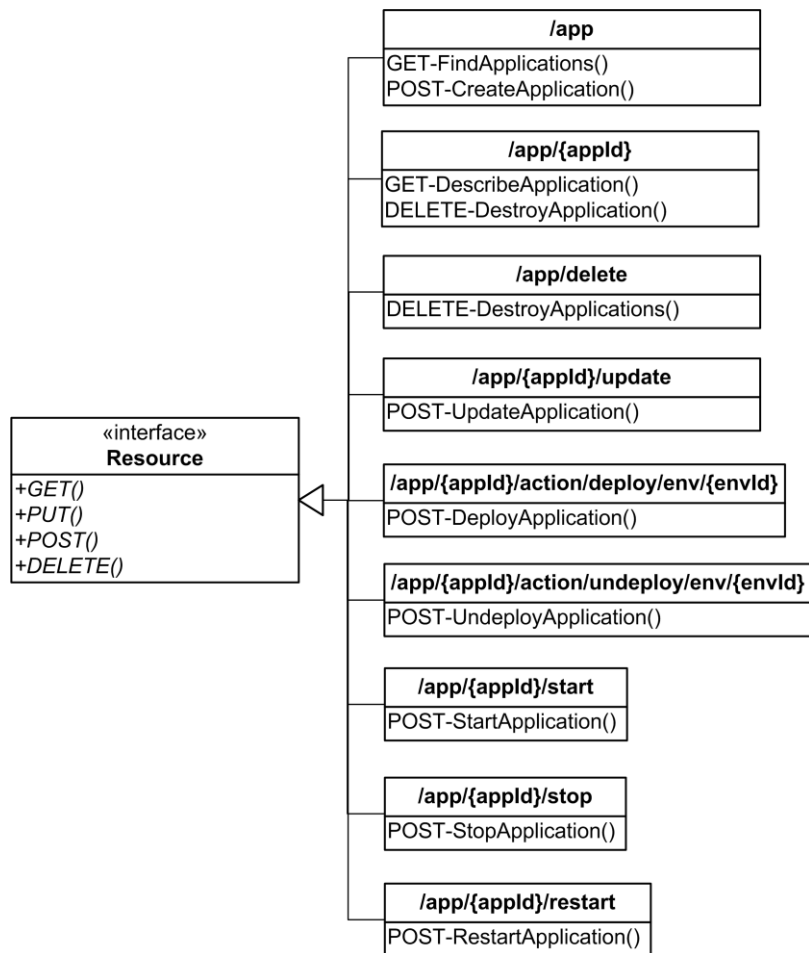 /app
GET-FindApplications()
POST-CreateApplication()
/app/{appId}
GET-DescribeApplication()
DELETE-DestroyApplication()
/app/delete
DELETE-DestroyApplications()
/app/{appId}/update
POST-UpdateApplication()
«interface»
Resource
+GET()
+PUT()
+POST()
+DELETE()
/app/{appId}/action/deploy/env/{envId}
POST-DeployApplication()
/app/{appId}/action/undeploy/env/{envId}
POST-UndeployApplication()
/app/{appId}/start
POST-StartApplication()
/app/{appId}/stop
POST-StopApplication()
/app/{appId}/restart
POST-RestartApplication()